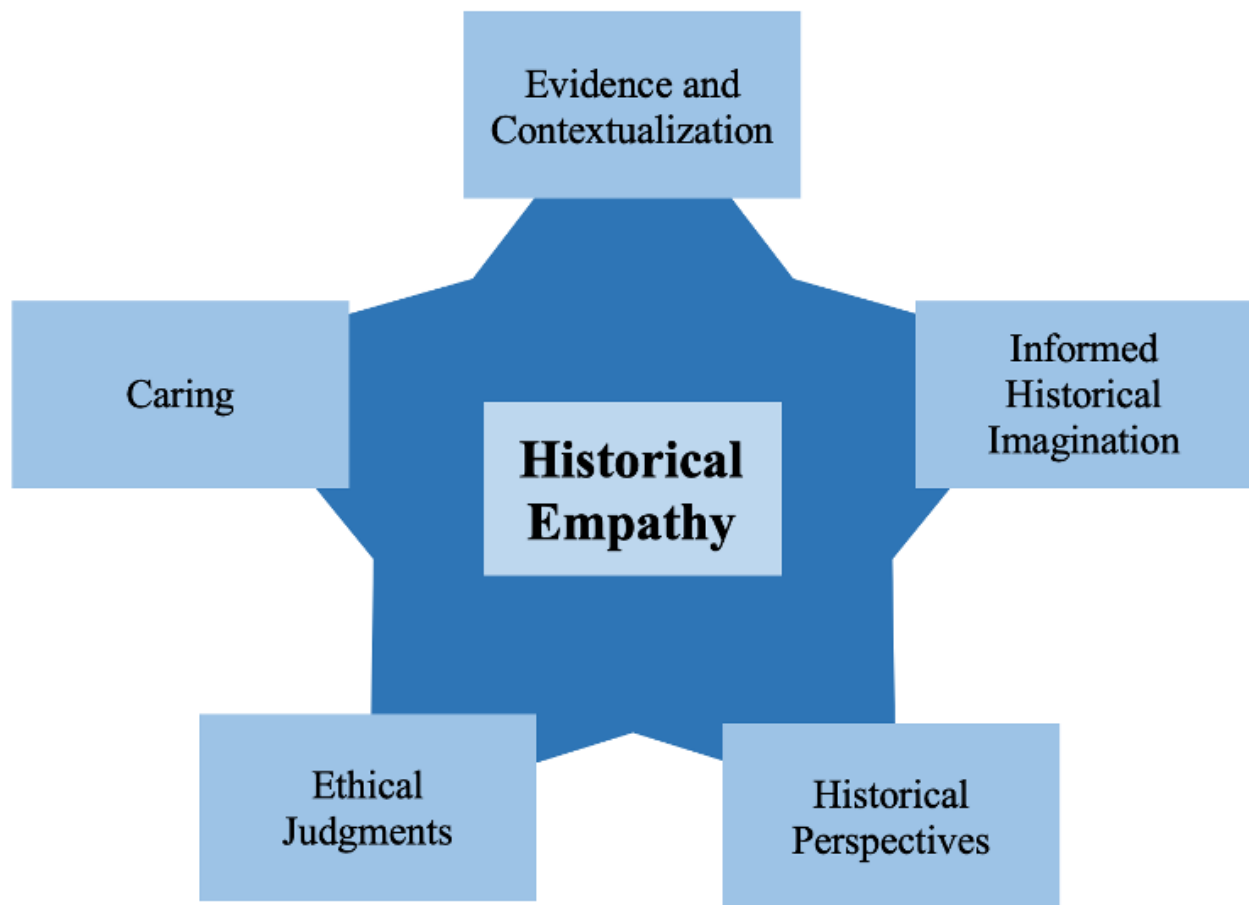 Evidence and
Contextualization
Caring
Informed
Historical
Imagination
Historical
Empathy
Ethical
Judgments
Historical
Perspectives